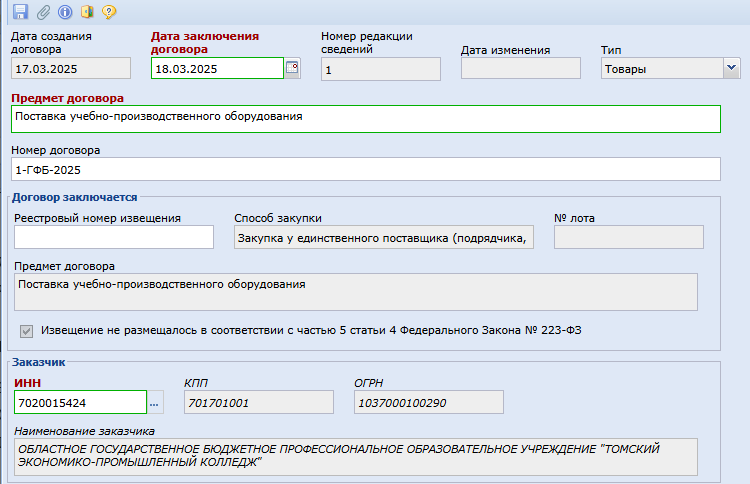 Дата создания договора
Дата заключения договора
Номер редакции сведений
Дата изменения
Тип
17.03.2025
18.03.2025
1
Товары
Предмет договора
Поставка учебно-производственного оборудования
Номер договора
1-ГФБ-2025
Договор заключается
Реестровый номер извещения
Способ закупки
№ лота
Закупка у единственного поставщика (подрядчика,
Предмет договора
Поставка учебно-производственного оборудования
Извещение не размещалось в соответствии с частью 5 статьи 4 Федерального Закона № 223-ФЗ
Заказчик
ИНН
КПП
ОГРН
7020015424
...
701701001
1037000100290
Наименование заказчика
ОБЛАСТНОЕ ГОСУДАРСТВЕННОЕ БЮДЖЕТНОЕ ПРОФЕССИОНАЛЬНОЕ ОБРАЗОВАТЕЛЬНОЕ УЧРЕЖДЕНИЕ "ТОМСКИЙ
ЭКОНОМИКО-ПРОМЫШЛЕННЫЙ КОЛЛЕДЖ"